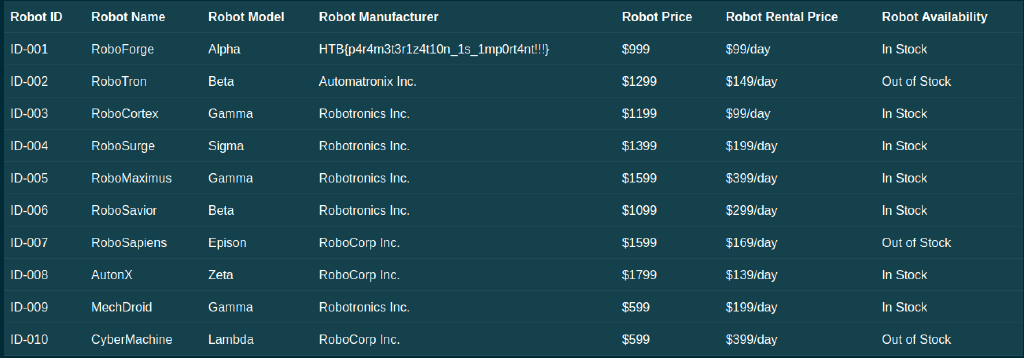 Robot ID Robot Name Robot Model Robot Manufacturer Robot Price Robot Rental Price Robot Availability
ID-001 RoboForge Alpha HTB{p4r4m3t3r1z4t10n_1s_1mp0rt4nt!!!} $999 $99/day In Stock
ID-002 RoboTron Beta Automatronix Inc. $1299 $149/day Out of Stock
ID-003 RoboCortex Gamma Robotronics Inc. $1199 $99/day In Stock
ID-004 RoboSurge Sigma Robotronics Inc. $1399 $199/day In Stock
ID-005 RoboMaximus Gamma Robotronics Inc. $1599 $399/day In Stock
ID-006 RoboSavior Beta Robotronics Inc. $1099 $299/day In Stock
ID-007 RoboSapiens Epison RoboCorp Inc. $1599 $169/day Out of Stock
ID-008 AutonX Zeta RoboCorp Inc. $1799 $139/day In Stock
ID-009 MechDroid Gamma Robotronics Inc. $599 $199/day In Stock
ID-010 CyberMachine Lambda RoboCorp Inc. $599 $399/day Out of Stock